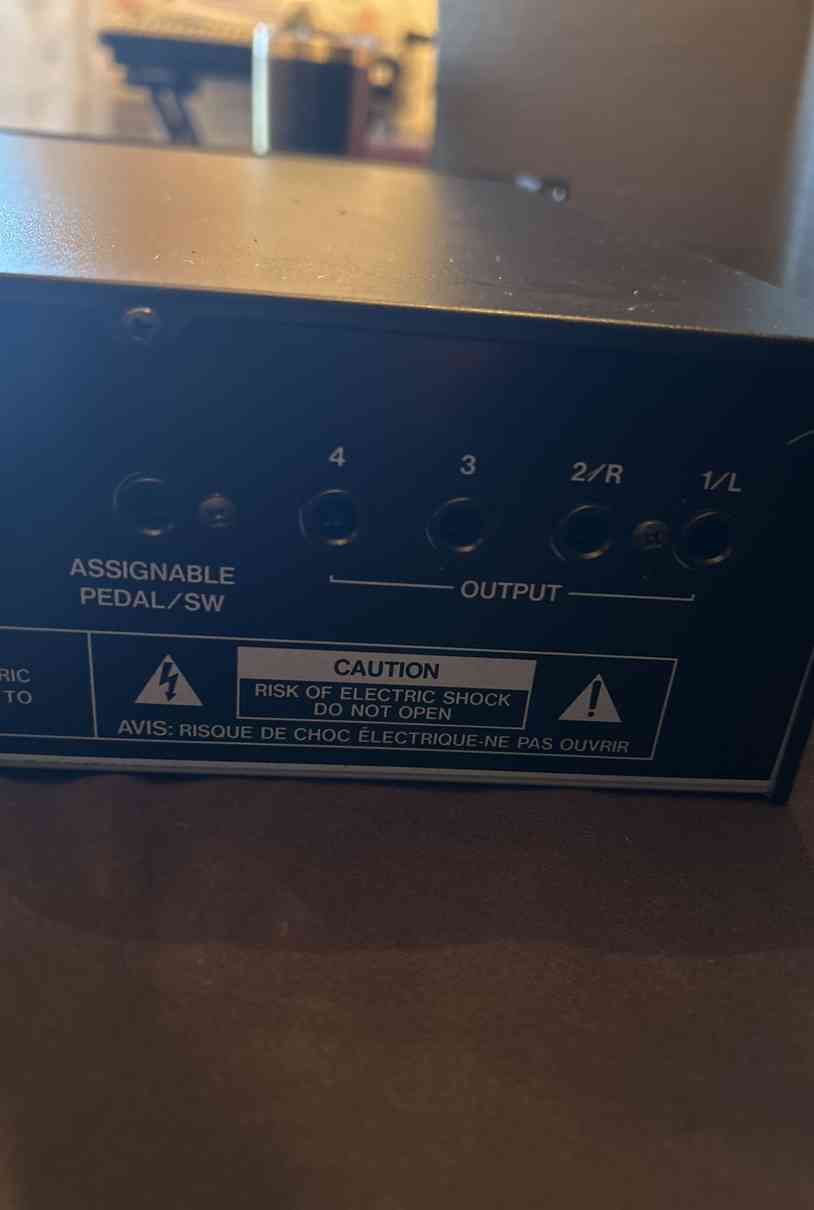 4
3
2/R
1/L
ASSIGNABLE
PEDAL/SW
OUTPUT
RIC
TO
CAUTION
RISK OF ELECTRIC SHOCK
DO NOT OPEN
AVIS: RISQUE DE CHOC ÉLECTRIQUE-NE PAS OUVRIR